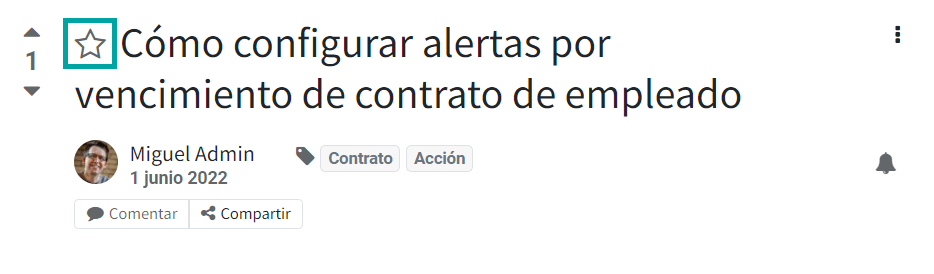 Cómo configurar alertas por
1
vencimiento de contrato de empleado
Miguel Admin
Contrato
Acción
1 junio 2022
Comentar
Compartir